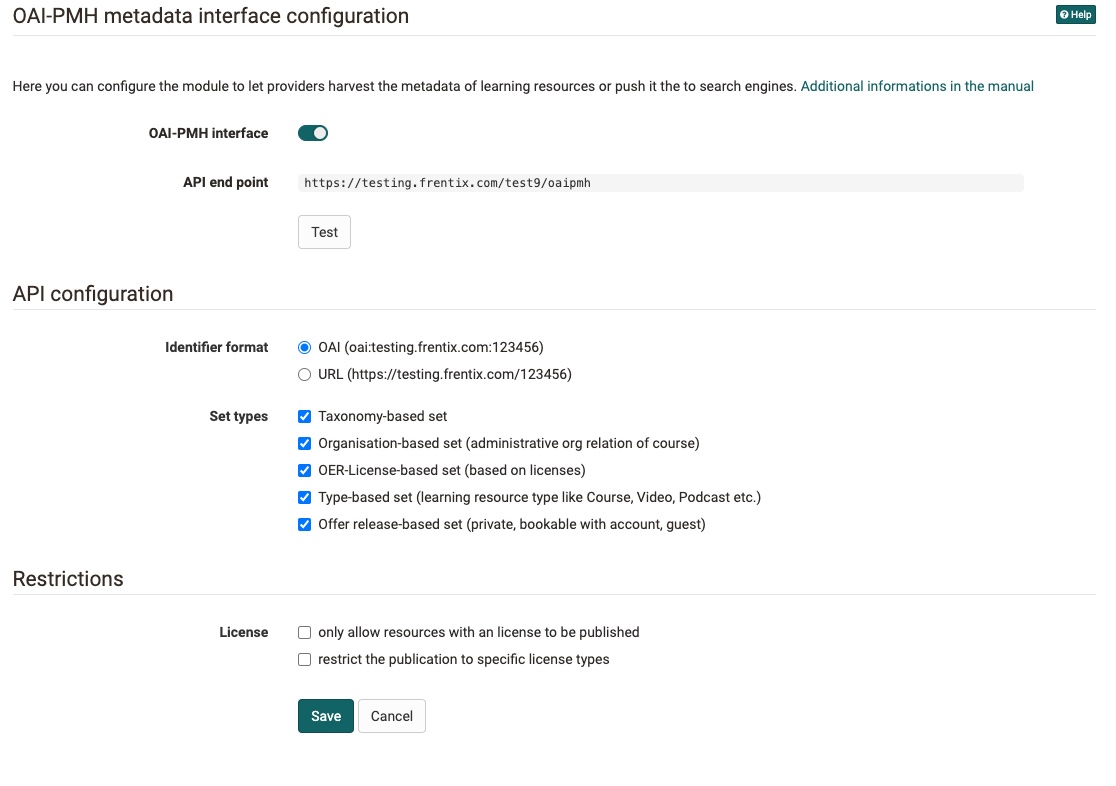 OAI-PMH metadata interface configuration
Help
Here you can configure the module to let providers harvest the metadata of learning resources or push it the to search engines. Additional informations in the manual
OAI-PMH interface
API end point https://testing.frentix.com/test9/oaipmh
Test
API configuration
Identifier format OAI (oai:testing.frentix.com:123456)
URL (https://testing.frentix.com/123456)
Set types Taxonomy-based set
Organisation-based set (administrative org relation of course)
OER-License-based set (based on licenses)
Type-based set (learning resource type like Course, Video, Podcast etc.)
Offer release-based set (private, bookable with account, guest)
Restrictions
License only allow resources with an license to be published
restrict the publication to specific license types
Save Cancel